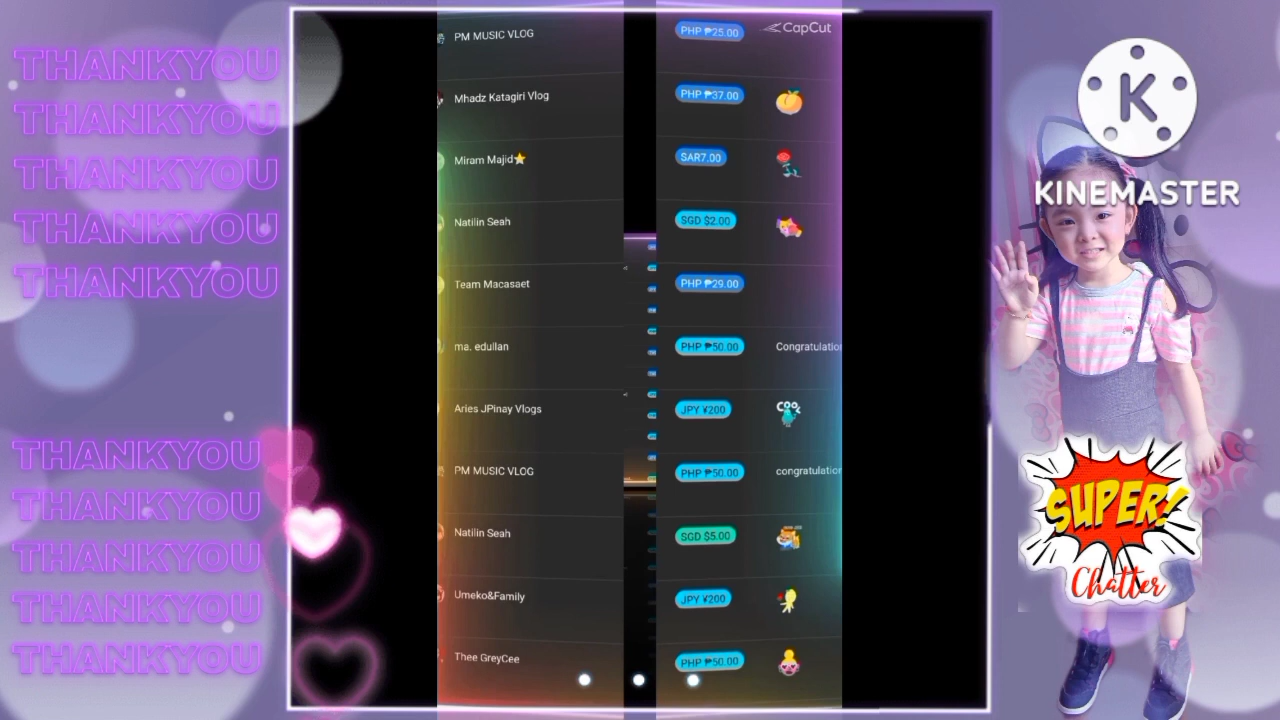 THANKYOU
THANKYOU
THANKYOU
THANKYOU
THANKYOU
THANKYOU
THANKYOU
THANKYOU
THANKYOU
THANKYOU
PM MUSIC VLOG PHP ₱25.00
Mhadz Katagiri Vlog PHP ₱37.00
Miram Majid SAR7.00
Natilin Seah SGD $2.00
Team Macasaet PHP ₱29.00
ma. edullan PHP ₱50.00 Congratulatio
Aries JPinay Vlogs JPY ¥200 COOL
PM MUSIC VLOG PHP ₱50.00 congratulation
Natilin Seah SGD $5.00
Umeko&Family JPY ¥200
Thee GreyCee PHP ₱50.00
CapCut
K
KINEMASTER
SUPER!
Chatter